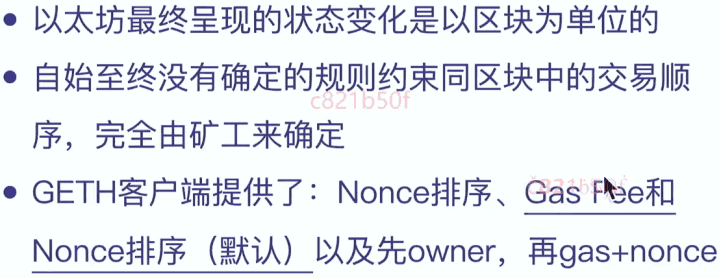 • 以太坊最终呈现的状态变化是以区块为单位的
• 自始至终没有确定的规则约束同区块中的交易顺
c821b50f
序，完全由矿工来确定
• GETH客户端提供了：Nonce排序、Gas Fee和
c821b50f
Nonce排序（默认）以及先owner，再gas+nonce